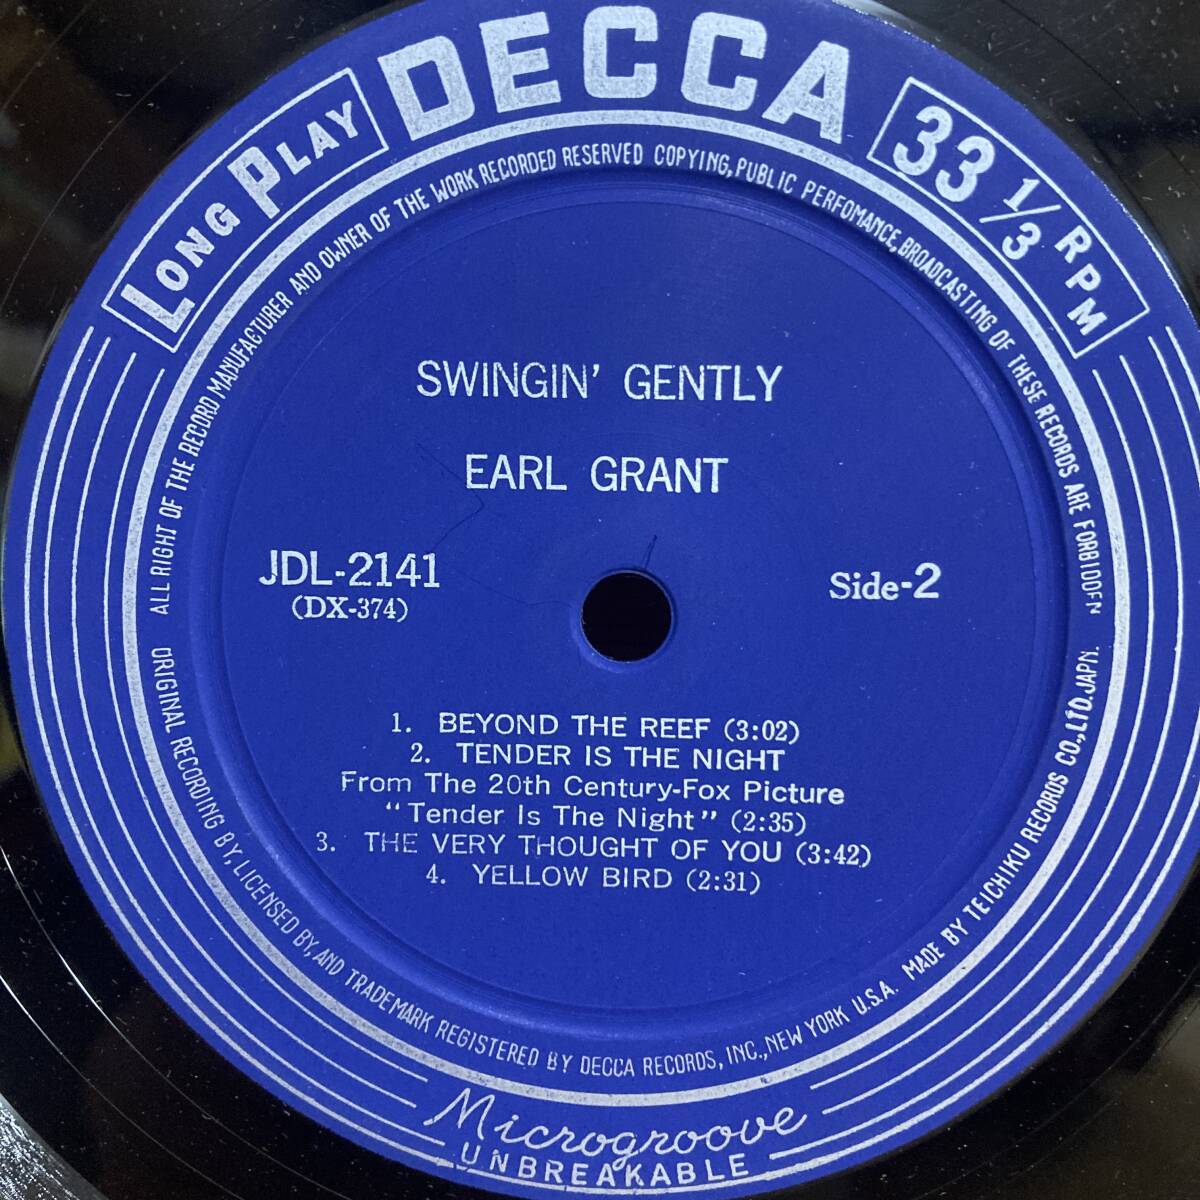 LONG PLAY
DECCA
33 1/3 RPM
ALL RIGHT OF THE RECORD MANUFACTURER AND OWNER OF THE WORK RECORDED RESERVED COPYING, PUBLIC PERFOMANCE, BROADCASTING OF THESE RECORDS ARE FORBIDDEN
SWINGIN' GENTLY
EARL GRANT
JDL-2141
(DX-374)
Side-2
1. BEYOND THE REEF (3:02)
2. TENDER IS THE NIGHT
From The 20th Century-Fox Picture
“Tender Is The Night” (2:35)
3. THE VERY THOUGHT OF YOU (3:42)
4. YELLOW BIRD (2:31)
ORIGINAL RECORDING BY, LICENSED BY, AND TRADEMARK REGISTERED BY DECCA RECORDS, INC., NEW YORK U.S.A. MADE BY TEICHIKU RECORDS CO., LTD. JAPN.
Microgroove
UNBREAKABLE